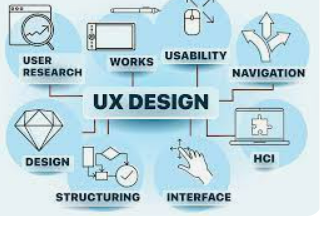 USER
RESEARCH
WORKS
USABILITY
NAVIGATION
UX DESIGN
DESIGN
HCI
STRUCTURING
INTERFACE